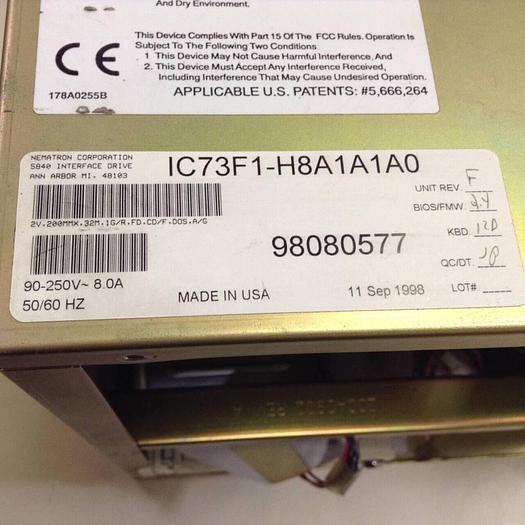 And Dry Environment.
This Device Complies With Part 15 Of The FCC Rules. Operation Is
Subject To The Following Two Conditions
1 This Device May Not Cause Harmful Interference, And
2. This Device Must Accept Any Interference Received,
Including Interference That May Cause Undesired Operation.
CE
178A0255B
APPLICABLE U.S. PATENTS: #5,666,264
NEMATRON CORPORATION
5840 INTERFACE DRIVE
ANN ARBOR MI. 48103
IC73F1-H8A1A1A0
UNIT REV. F
BIOS/FMW.
2V.200MMX.32M.1G/R.FD.CD/F.DOS.A/G
KBD.
98080577
QC/DT.
90-250V~ 8.0A
50/60 HZ
MADE IN USA
11 Sep 1998
LOT#